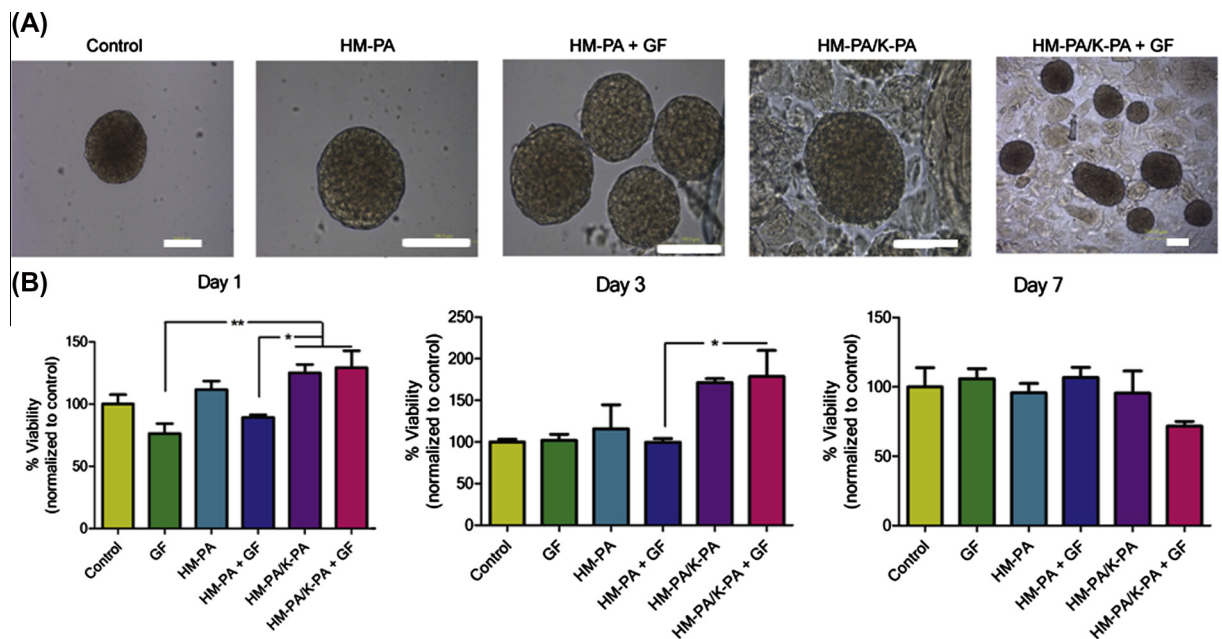 (A)
Control
HM-PA
HM-PA + GF
HM-PA/K-PA
HM-PA/K-PA + GF
(B)
Day 1
% Viability
(normalized to control)
150
100
50
0
**
*
Control
GF
HM-PA
HM-PA + GF
HM-PA/K-PA
HM-PA/K-PA + GF
Day 3
% Viability
(normalized to control)
250
200
150
100
50
0
*
Control
GF
HM-PA
HM-PA + GF
HM-PA/K-PA
HM-PA/K-PA + GF
Day 7
% Viability
(normalized to control)
150
100
50
0
Control
GF
HM-PA
HM-PA + GF
HM-PA/K-PA
HM-PA/K-PA + GF